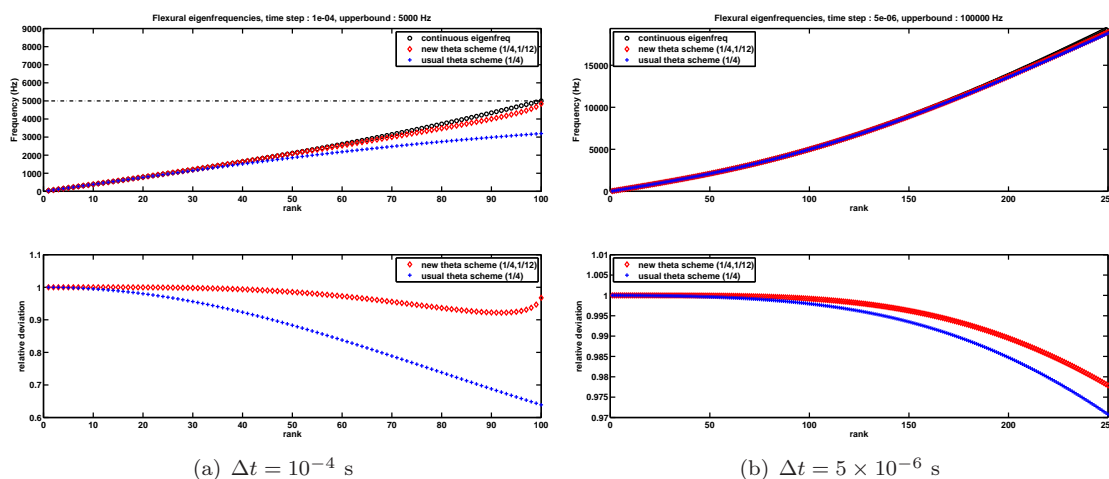 Flexural eigenfrequencies, time step : 1e-04, upperbound : 5000 Hz
9000
8000
7000
6000
5000
4000
3000
2000
1000
0
Frequency (Hz)
continuous eigenfreq
new theta scheme (1/4,1/12)
usual theta scheme (1/4)
0 10 20 30 40 50 60 70 80 90 100
rank
1.1
1
0.9
0.8
0.7
0.6
relative deviation
new theta scheme (1/4,1/12)
usual theta scheme (1/4)
0 10 20 30 40 50 60 70 80 90 100
rank
(a) Δt = 10⁻⁴ s
Flexural eigenfrequencies, time step : 5e-06, upperbound : 100000 Hz
15000
10000
5000
0
Frequency (Hz)
continuous eigenfreq
new theta scheme (1/4,1/12)
usual theta scheme (1/4)
0 50 100 150 200 25
rank
1.01
1.005
1
0.995
0.99
0.985
0.98
0.975
0.97
relative deviation
new theta scheme (1/4,1/12)
usual theta scheme (1/4)
0 50 100 150 200 25
rank
(b) Δt = 5 × 10⁻⁶ s